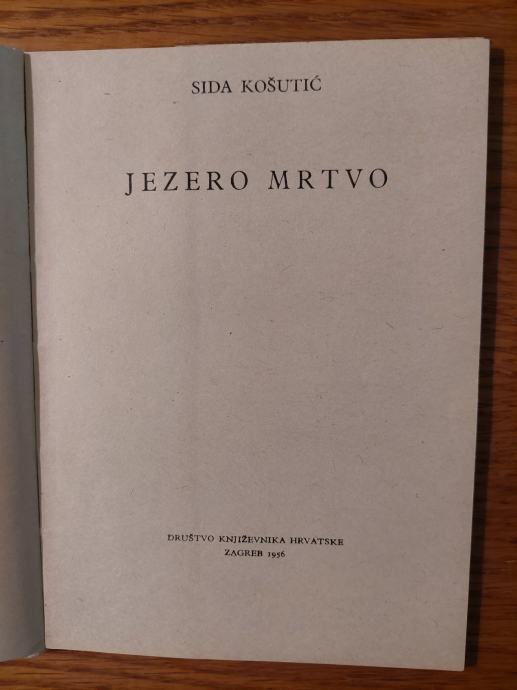 SIDA KOŠUTIĆ
JEZERO MRTVO
DRUŠTVO KNJIŽEVNIKA HRVATSKE
ZAGREB 1956